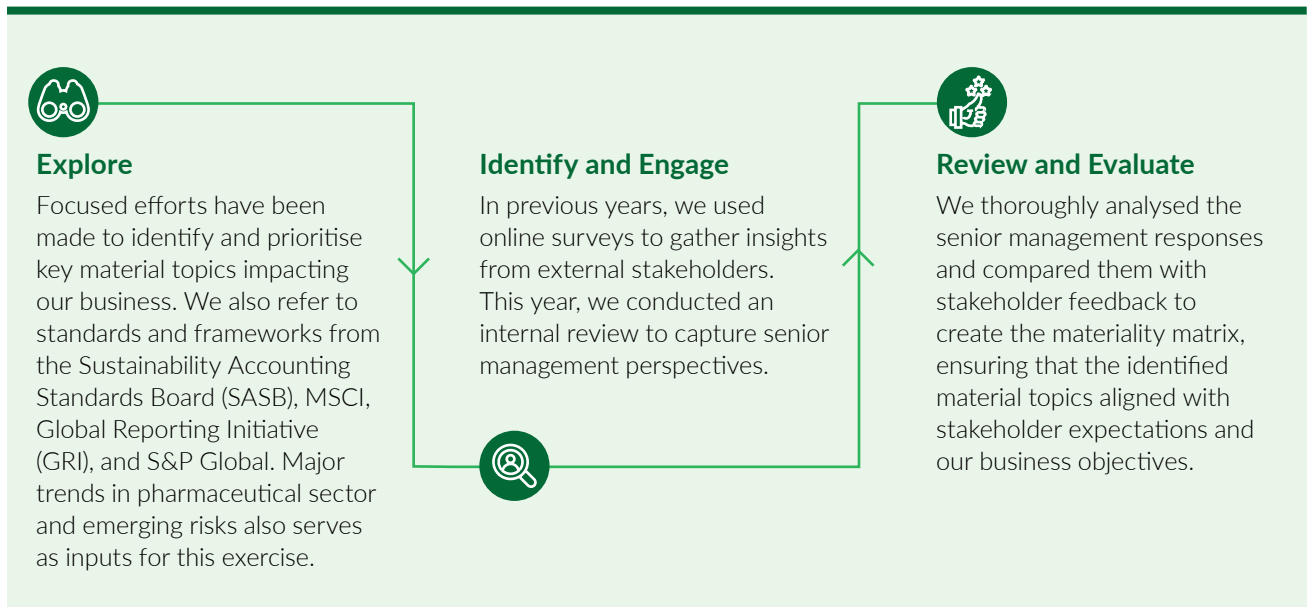 Explore
Focused efforts have been
made to identify and prioritise
key material topics impacting
our business. We also refer to
standards and frameworks from
the Sustainability Accounting
Standards Board (SASB), MSCI,
Global Reporting Initiative
(GRI), and S&P Global. Major
trends in pharmaceutical sector
and emerging risks also serves
as inputs for this exercise.
Identify and Engage
In previous years, we used
online surveys to gather insights
from external stakeholders.
This year, we conducted an
internal review to capture senior
management perspectives.
Review and Evaluate
We thoroughly analysed the
senior management responses
and compared them with
stakeholder feedback to
create the materiality matrix,
ensuring that the identified
material topics aligned with
stakeholder expectations and
our business objectives.